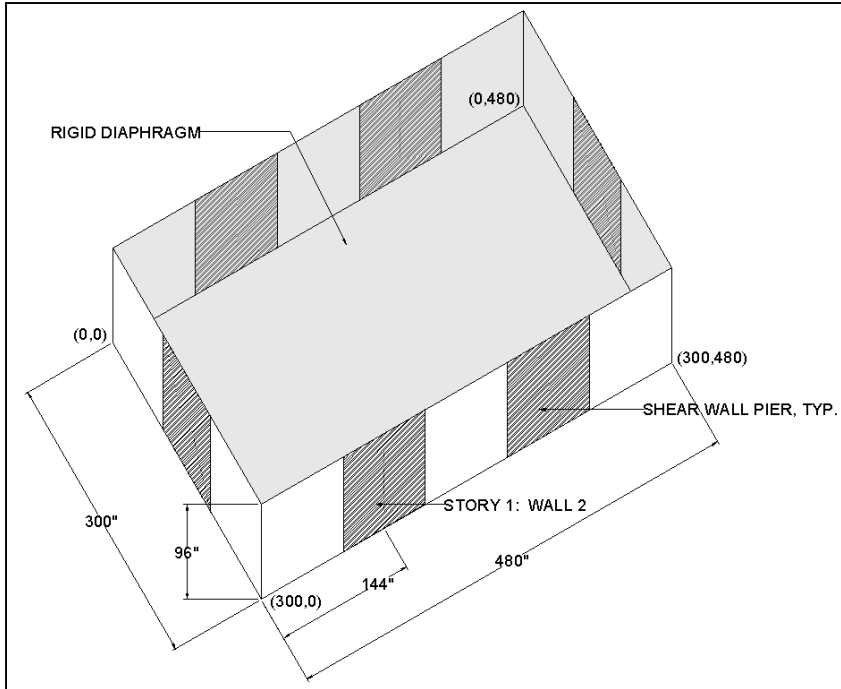 (0,480)
RIGID DIAPHRAGM
(0,0)
(300,480)
SHEAR WALL PIER, TYP.
STORY 1: WALL 2
300"
96"
480"
144"
(300,0)